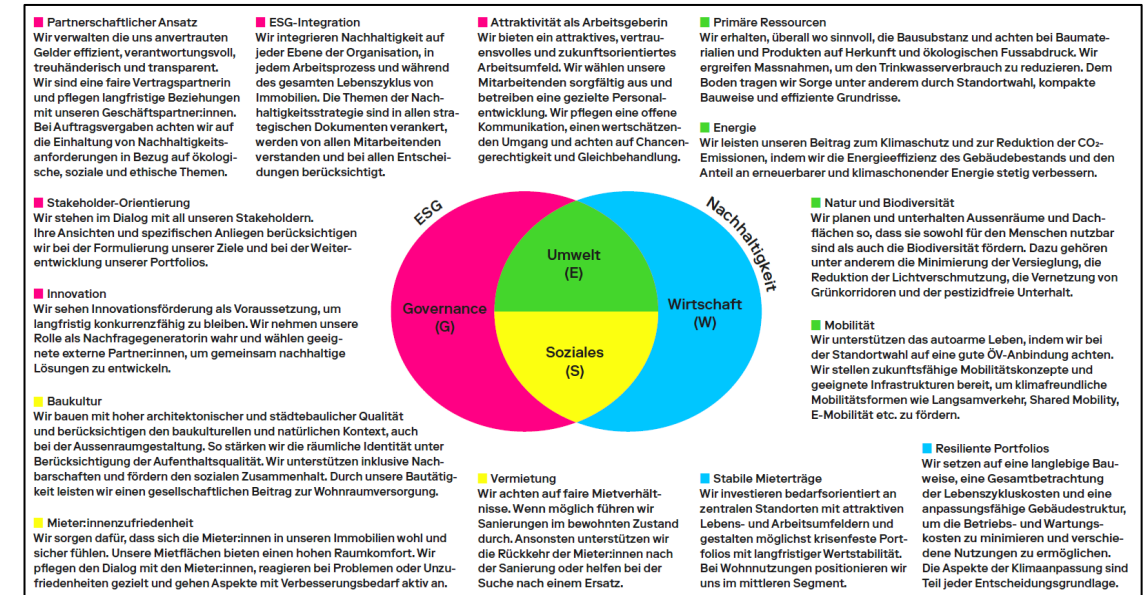 Partnerschaftlicher Ansatz
Wir verwalten die uns anvertrauten
Gelder effizient, verantwortungsvoll,
treuhänderisch und transparent.
Wir sind eine faire Vertragspartnerin
und pflegen langfristige Beziehungen
mit unseren Geschäftspartner:innen.
Bei Auftragsvergaben achten wir auf
die Einhaltung von Nachhaltigkeits-
anforderungen in Bezug auf ökologi-
sche, soziale und ethische Themen.
ESG-Integration
Wir integrieren Nachhaltigkeit auf
jeder Ebene der Organisation, in
jedem Arbeitsprozess und während
des gesamten Lebenszyklus von
Immobilien. Die Themen der Nach-
haltigkeitsstrategie sind in allen stra-
tegischen Dokumenten verankert,
werden von allen Mitarbeitenden
verstanden und bei allen Entschei-
dungen berücksichtigt.
Attraktivität als Arbeitsgeberin
Wir bieten ein attraktives, vertrau-
ensvolles und zukunftsorientiertes
Arbeitsumfeld. Wir wählen unsere
Mitarbeitenden sorgfältig aus und
betreiben eine gezielte Personal-
entwicklung. Wir pflegen eine offene
Kommunikation, einen wertschätzen-
den Umgang und achten auf Chancen-
gerechtigkeit und Gleichbehandlung.
Primäre Ressourcen
Wir erhalten, überall wo sinnvoll, die Bausubstanz und achten bei Baumate-
rialien und Produkten auf Herkunft und ökologischen Fussabdruck. Wir
ergreifen Massnahmen, um den Trinkwasserverbrauch zu reduzieren. Dem
Boden tragen wir Sorge unter anderem durch Standortwahl, kompakte
Bauweise und effiziente Grundrisse.
Energie
Wir leisten unseren Beitrag zum Klimaschutz und zur Reduktion der CO₂-
Emissionen, indem wir die Energieeffizienz des Gebäudebestands und den
Anteil an erneuerbarer und klimaschonender Energie stetig verbessern.
Stakeholder-Orientierung
Wir stehen im Dialog mit all unseren Stakeholdern.
Ihre Ansichten und spezifischen Anliegen berücksichtigen
wir bei der Formulierung unserer Ziele und bei der Weiter-
entwicklung unserer Portfolios.
Innovation
Wir sehen Innovationsförderung als Voraussetzung, um
langfristig konkurrenzfähig zu bleiben. Wir nehmen unsere
Rolle als Nachfragegeneratorin wahr und wählen geeig-
nete externe Partner:innen, um gemeinsam nachhaltige
Lösungen zu entwickeln.
ESG
Nachhaltigkeit
Umwelt
(E)
Governance
(G)
Wirtschaft
(W)
Soziales
(S)
Natur und Biodiversität
Wir planen und unterhalten Aussenräume und Dach-
flächen so, dass sie sowohl für den Menschen nutzbar
sind als auch die Biodiversität fördern. Dazu gehören
unter anderem die Minimierung der Versieglung, die
Reduktion der Lichtverschmutzung, die Vernetzung von
Grünkorridoren und der pestizidfreie Unterhalt.
Mobilität
Wir unterstützen das autoarme Leben, indem wir bei
der Standortwahl auf eine gute ÖV-Anbindung achten.
Wir stellen zukunftsfähige Mobilitätskonzepte und
geeignete Infrastrukturen bereit, um klimafreundliche
Mobilitätsformen wie Langsamverkehr, Shared Mobility,
E-Mobilität etc. zu fördern.
Baukultur
Wir bauen mit hoher architektonischer und städtebaulicher Qualität
und berücksichtigen den baukulturellen und natürlichen Kontext, auch
bei der Aussenraumgestaltung. So stärken wir die räumliche Identität unter
Berücksichtigung der Aufenthaltsqualität. Wir unterstützen inklusive Nach-
barschaften und fördern den sozialen Zusammenhalt. Durch unsere Bautätig-
keit leisten wir einen gesellschaftlichen Beitrag zur Wohnraumversorgung.
Mieter:innenzufriedenheit
Wir sorgen dafür, dass sich die Mieter:innen in unseren Immobilien wohl und
sicher fühlen. Unsere Mietflächen bieten einen hohen Raumkomfort. Wir
pflegen den Dialog mit den Mieter:innen, reagieren bei Problemen oder Unzu-
friedenheiten gezielt und gehen Aspekte mit Verbesserungsbedarf aktiv an.
Vermietung
Wir achten auf faire Mietverhält-
nisse. Wenn möglich führen wir
Sanierungen im bewohnten Zustand
durch. Ansonsten unterstützen wir
die Rückkehr der Mieter:innen nach
der Sanierung oder helfen bei der
Suche nach einem Ersatz.
Stabile Mieterträge
Wir investieren bedarfsorientiert an
zentralen Standorten mit attraktiven
Lebens- und Arbeitsumfeldern und
gestalten möglichst krisenfeste Port-
folios mit langfristiger Wertstabilität.
Bei Wohnnutzungen positionieren wir
uns im mittleren Segment.
Resiliente Portfolios
Wir setzen auf eine langlebige Bau-
weise, eine Gesamtbetrachtung
der Lebenszykluskosten und eine
anpassungsfähige Gebäudestruktur,
um die Betriebs- und Wartungs-
kosten zu minimieren und verschie-
dene Nutzungen zu ermöglichen.
Die Aspekte der Klimaanpassung sind
Teil jeder Entscheidungsgrundlage.